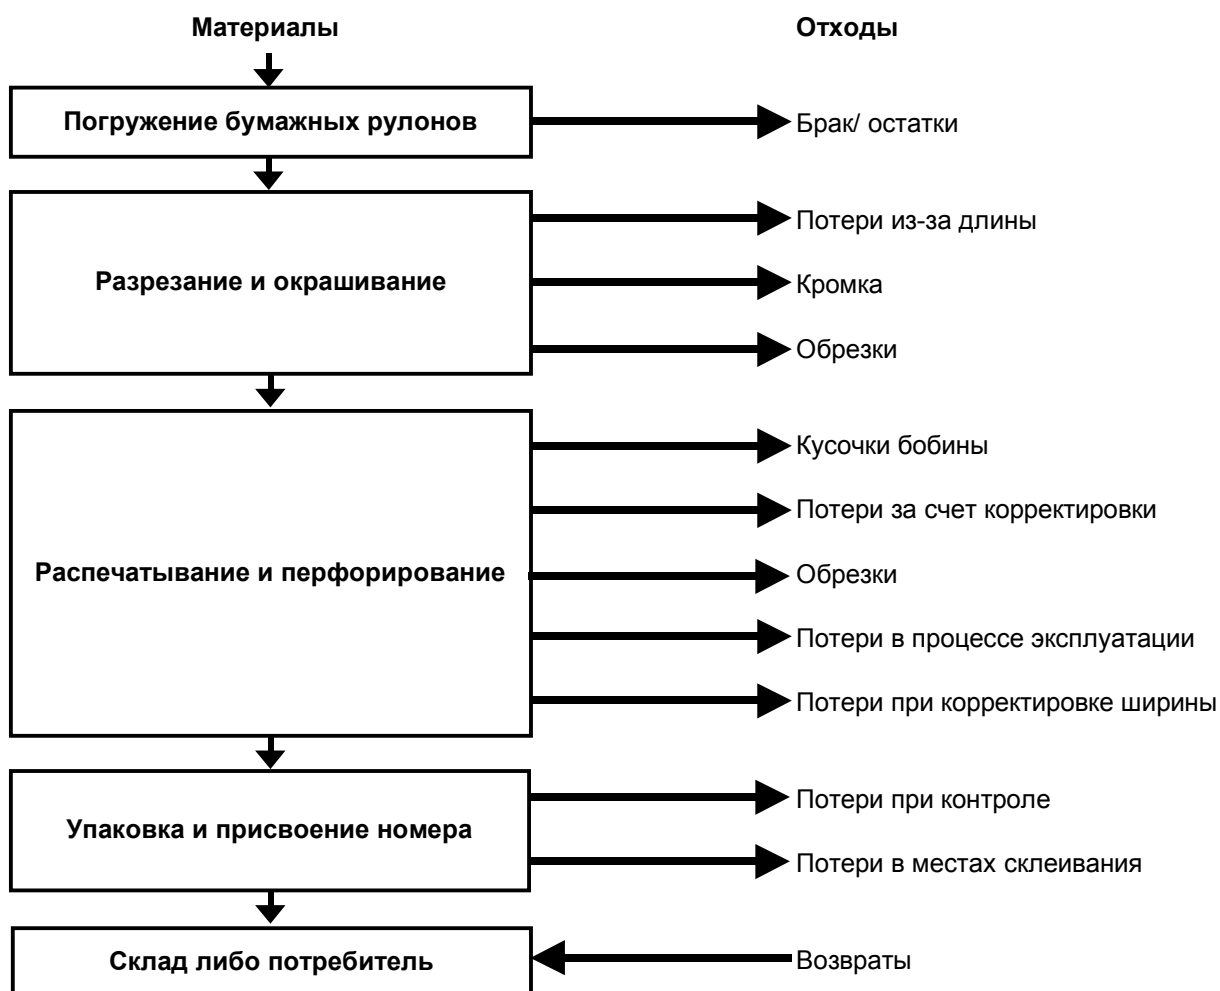 Материалы
Отходы
Погружение бумажных рулонов
Брак/ остатки
Разрезание и окрашивание
Потери из-за длины
Кромка
Обрезки
Распечатывание и перфорирование
Кусочки бобины
Потери за счет корректировки
Обрезки
Потери в процессе эксплуатации
Потери при корректировке ширины
Упаковка и присвоение номера
Потери при контроле
Потери в местах склеивания
Склад либо потребитель
Возвраты